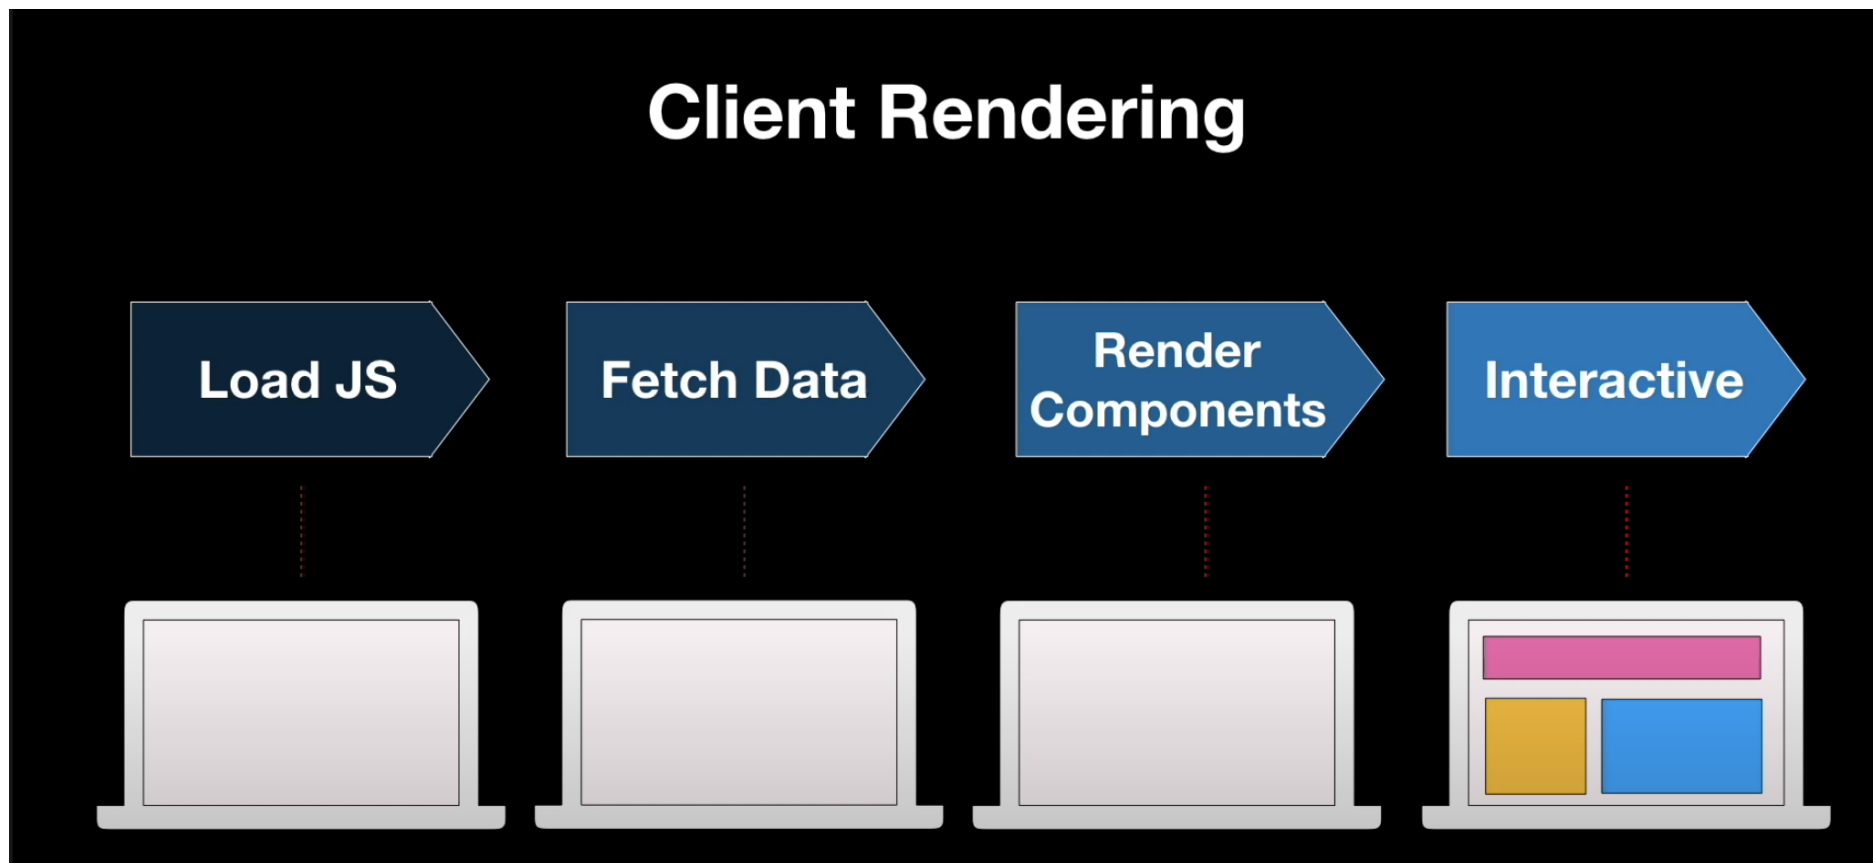 Client Rendering
Load JS
Fetch Data
Render
Components
Interactive